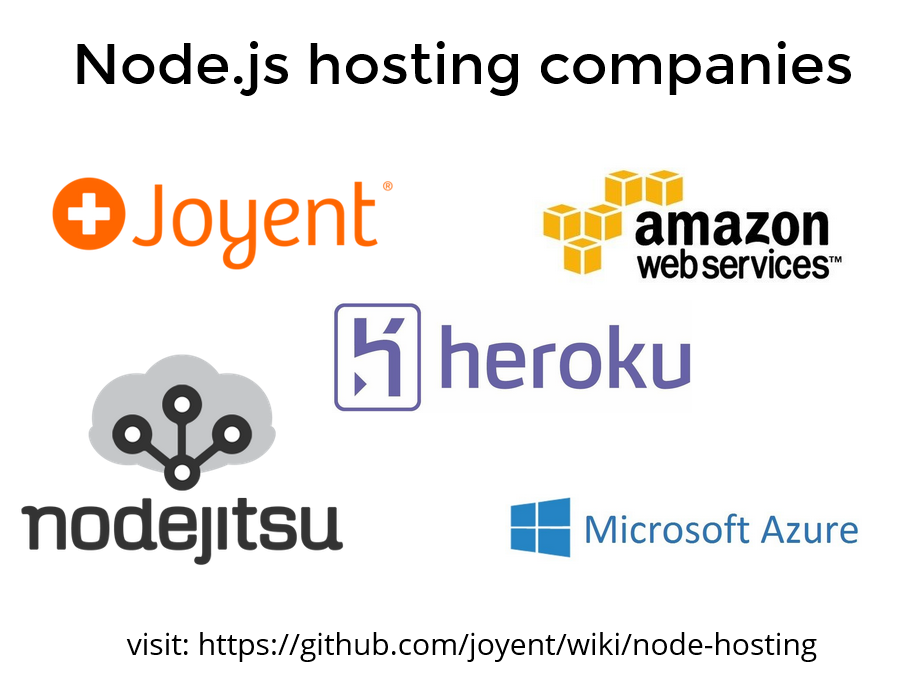 Node.js hosting companies
Joyent®
amazon
web services™
heroku
nodejitsu
Microsoft Azure
visit: https://github.com/joyent/wiki/node-hosting